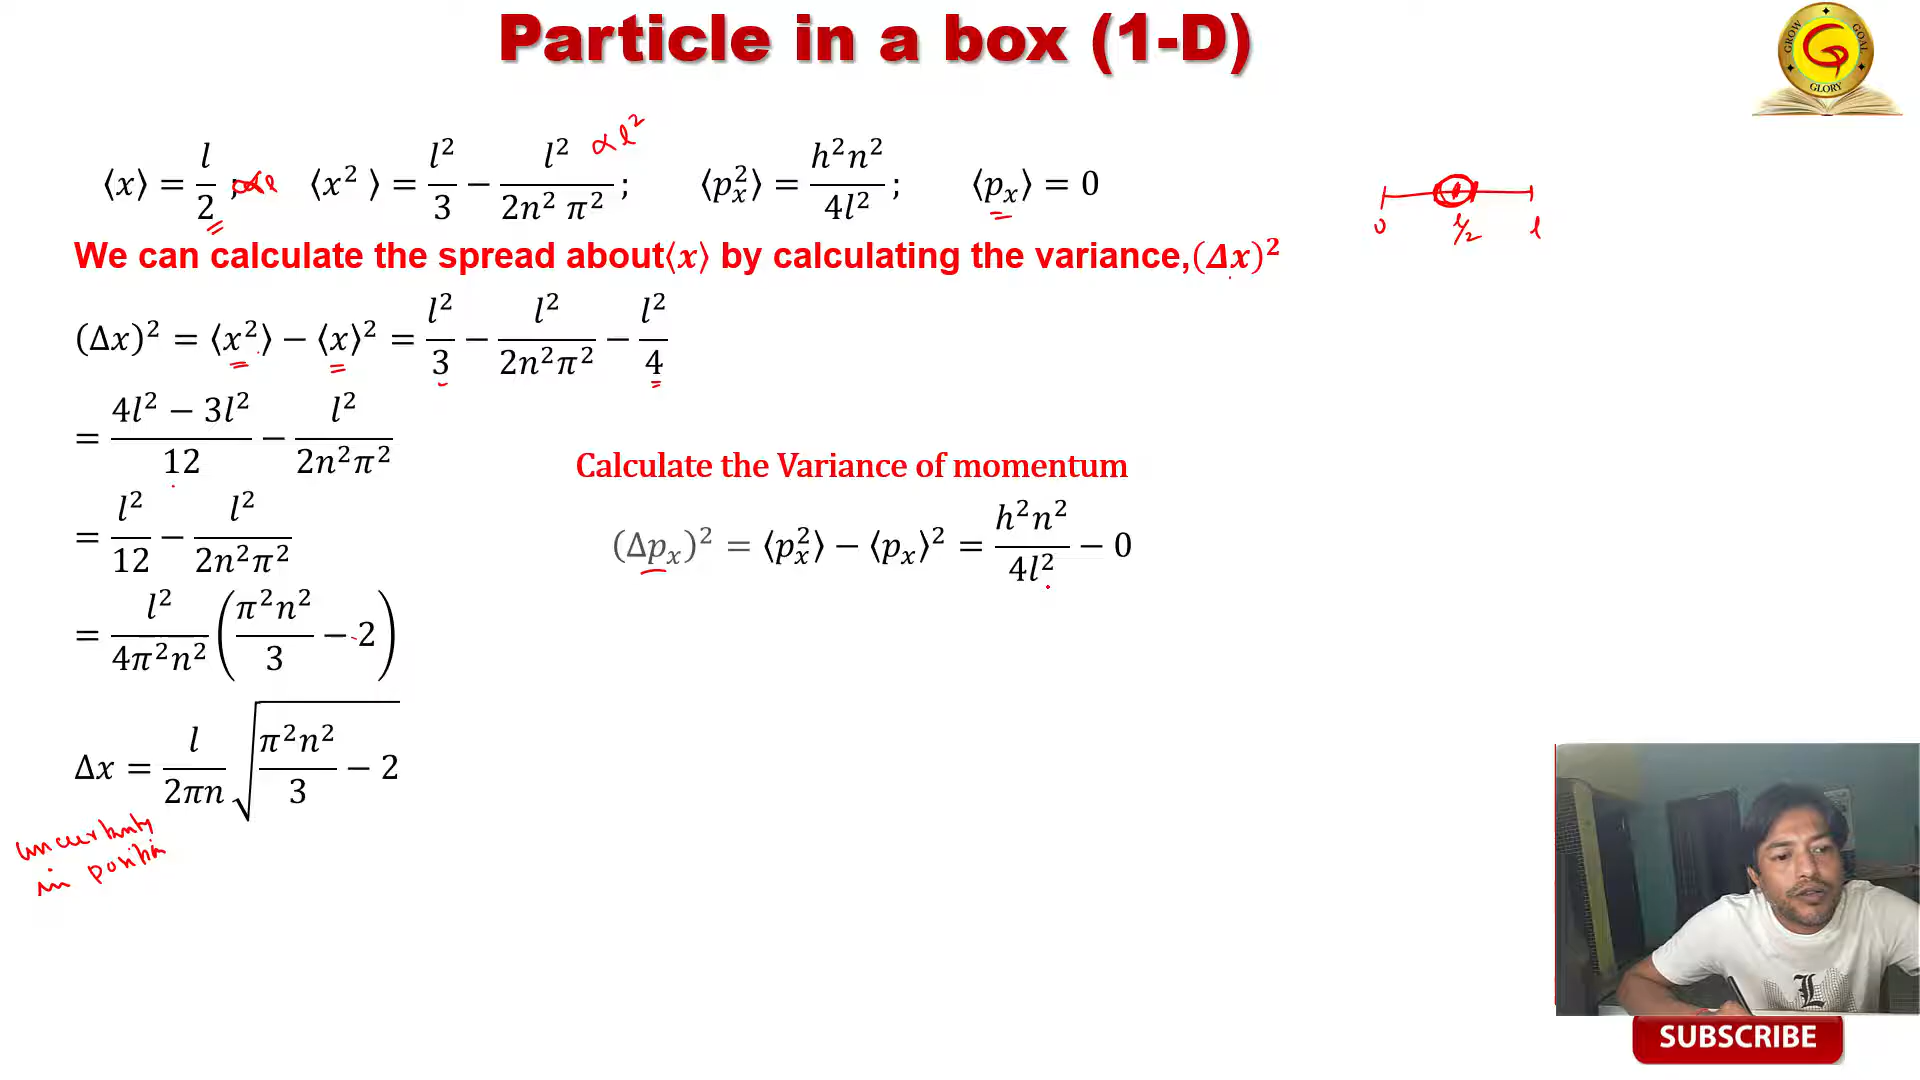 Particle in a box (1-D)
GROW GOAL GLORY
⟨x⟩ = l/2 ; ∝l ⟨x²⟩ = l²/3 − l²/(2n² π²) ; ∝ l² ⟨pₓ²⟩ = h²n²/4l² ; ⟨pₓ⟩ = 0
0 l/2 l
We can calculate the spread about⟨x⟩ by calculating the variance,(Δx)²
(Δx)² = ⟨x²⟩ − ⟨x⟩² = l²/3 − l²/(2n²π²) − l²/4
= (4l² − 3l²)/12 − l²/(2n²π²)
= l²/12 − l²/(2n²π²)
= l²/(4π²n²) (π²n²/3 − 2)
Δx = l/(2πn) √(π²n²/3 − 2)
uncertainty
in position
Calculate the Variance of momentum
(Δpₓ)² = ⟨pₓ²⟩ − ⟨pₓ⟩² = h²n²/4l² − 0
L
SUBSCRIBE